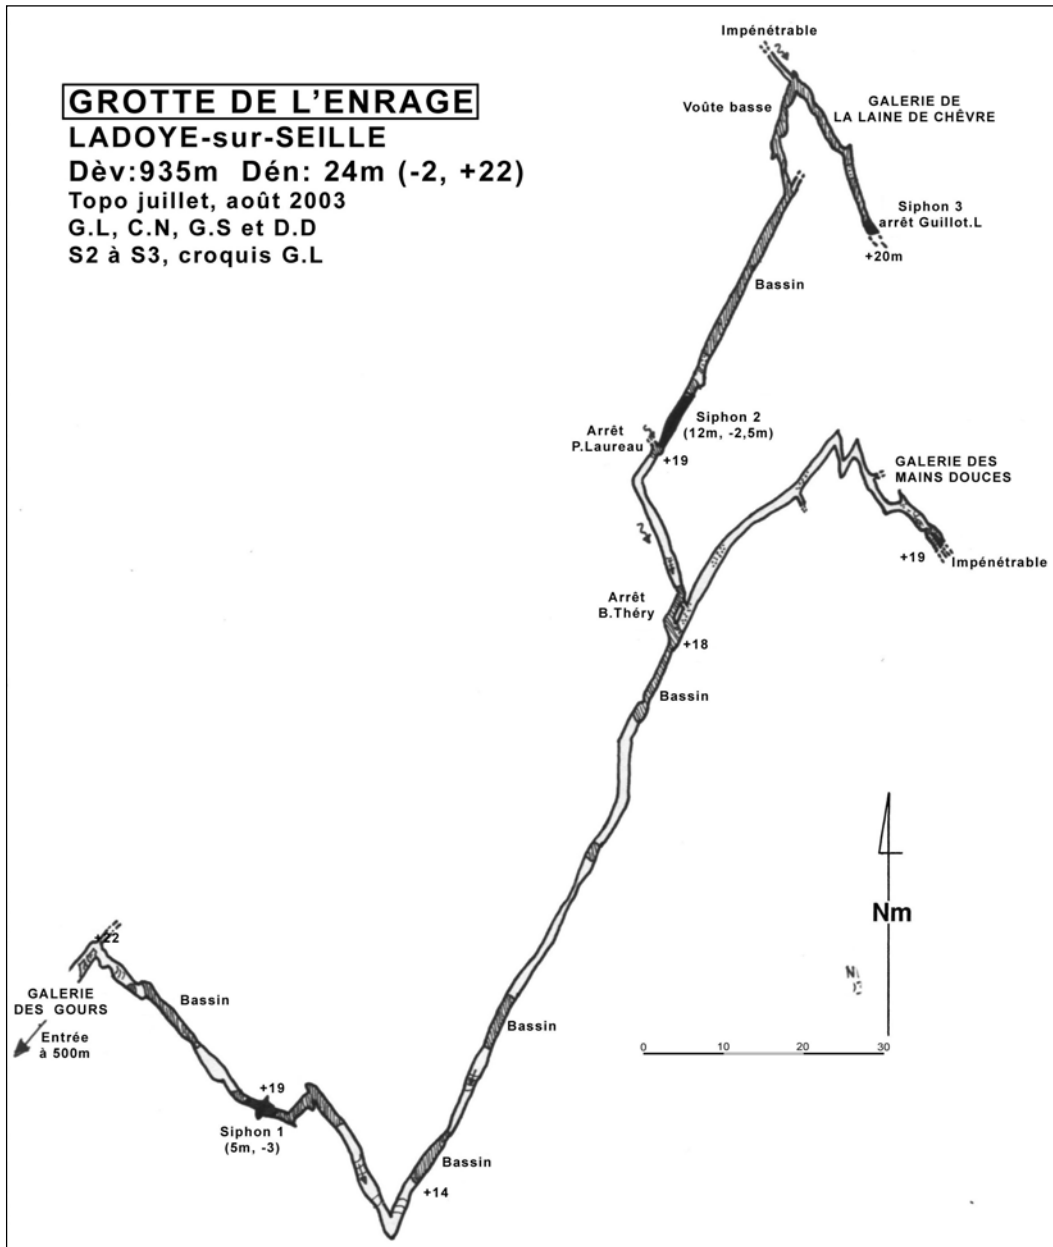 GROTTE DE L'ENRAGE
LADOYE-sur-SEILLE
Dèv:935m Dén: 24m (-2, +22)
Topo juillet, août 2003
G.L, C.N, G.S et D.D
S2 à S3, croquis G.L
Impénétrable
Voûte basse
GALERIE DE
LA LAINE DE CHÊVRE
Siphon 3
arrêt Guillot.L
+20m
Bassin
Siphon 2
(12m, -2,5m)
Arrêt
P.Laureau
+19
GALERIE DES
MAINS DOUCES
+19
Impénétrable
Arrêt
B.Théry
+18
Bassin
Nm
0 10 20 30
+22
GALERIE
DES GOURS
Entrée
à 500m
Bassin
+19
Siphon 1
(5m, -3)
Bassin
Bassin
+14